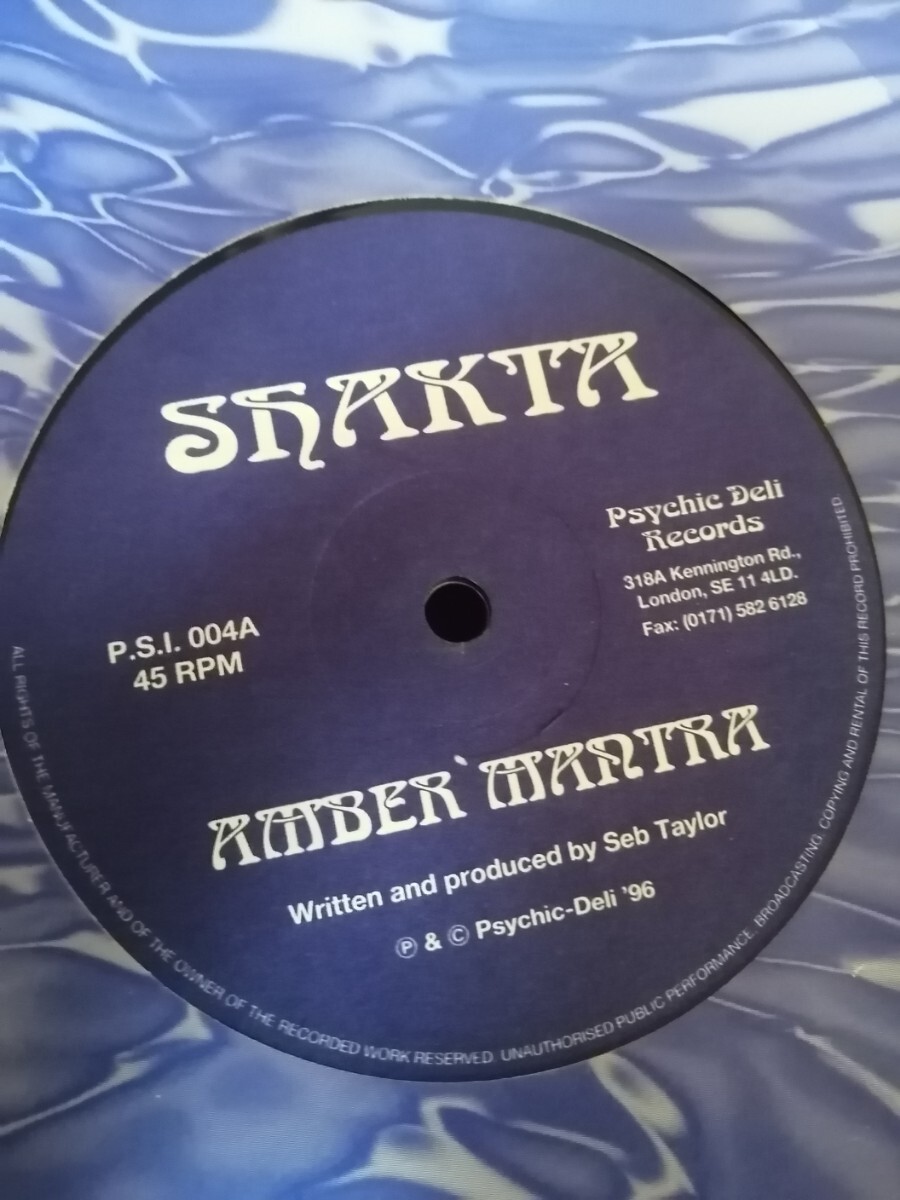 SHAKTA
Psychic Deli
Records
318A Kennington Rd.,
London, SE 11 4LD.
Fax: (0171) 582 6128
P.S.I. 004A
45 RPM
AMBER`MANTRA
Written and produced by Seb Taylor
℗ & © Psychic-Deli '96
ALL RIGHTS OF THE MANUFACTURER AND OF THE OWNER OF THE RECORDED WORK RESERVED. UNAUTHORISED PUBLIC PERFORMANCE, BROADCASTING, COPYING AND RENTAL OF THIS RECORD PROHIBITED.